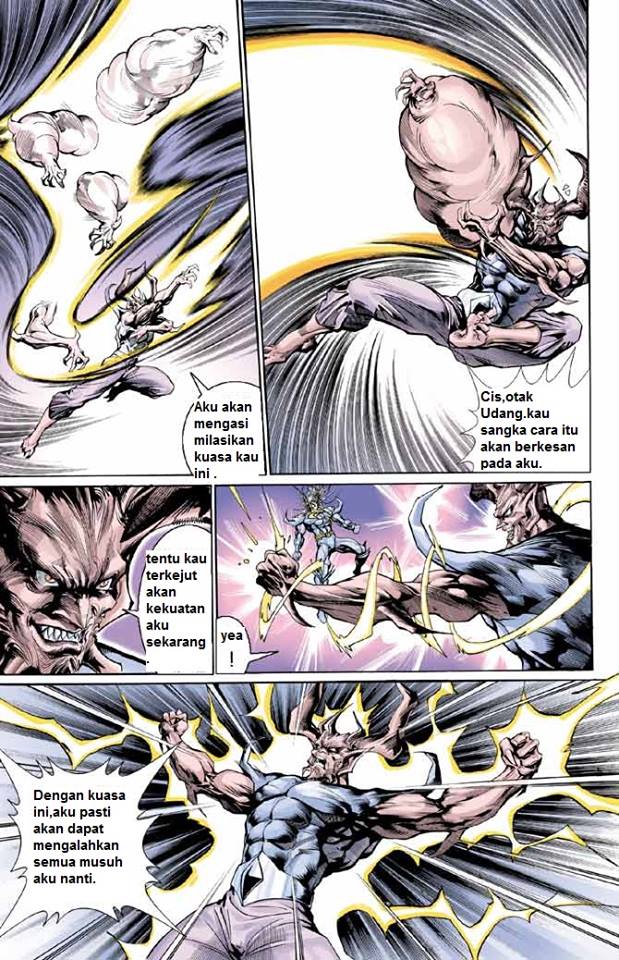 Aku akan
mengasi
milasikan
kuasa kau
ini .
Cis,otak
Udang.kau
sangka cara itu
akan berkesan
pada aku.
tentu kau
terkejut
akan
kekuatan
aku
sekarang
.
yea
!
Dengan kuasa
ini,aku pasti
akan dapat
mengalahkan
semua musuh
aku nanti.